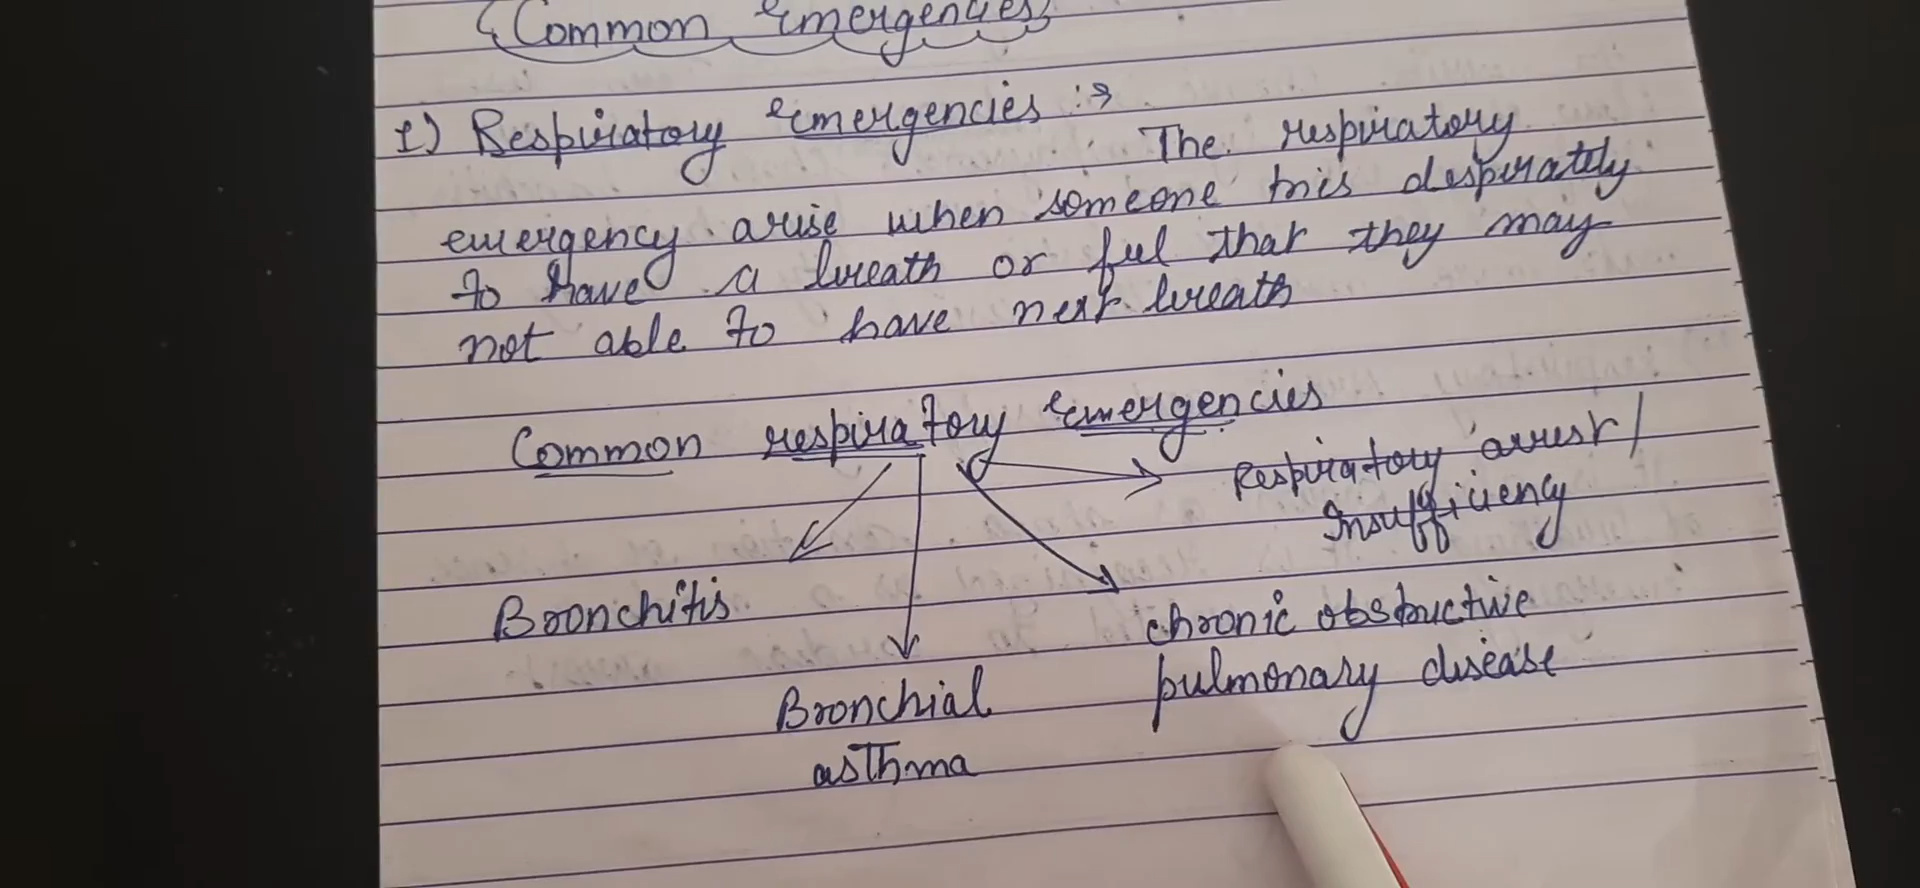 Common Emergencies
1) Respiratory Emergencies :→
The respiratory
emergency arise when someone tries desperately
to have a breath or feel that they may
not able to have next breath
Common respiratory Emergencies
Respiratory arrest /
Insufficiency
Bronchitis
chronic obstructive
pulmonary disease
Bronchial
asthma